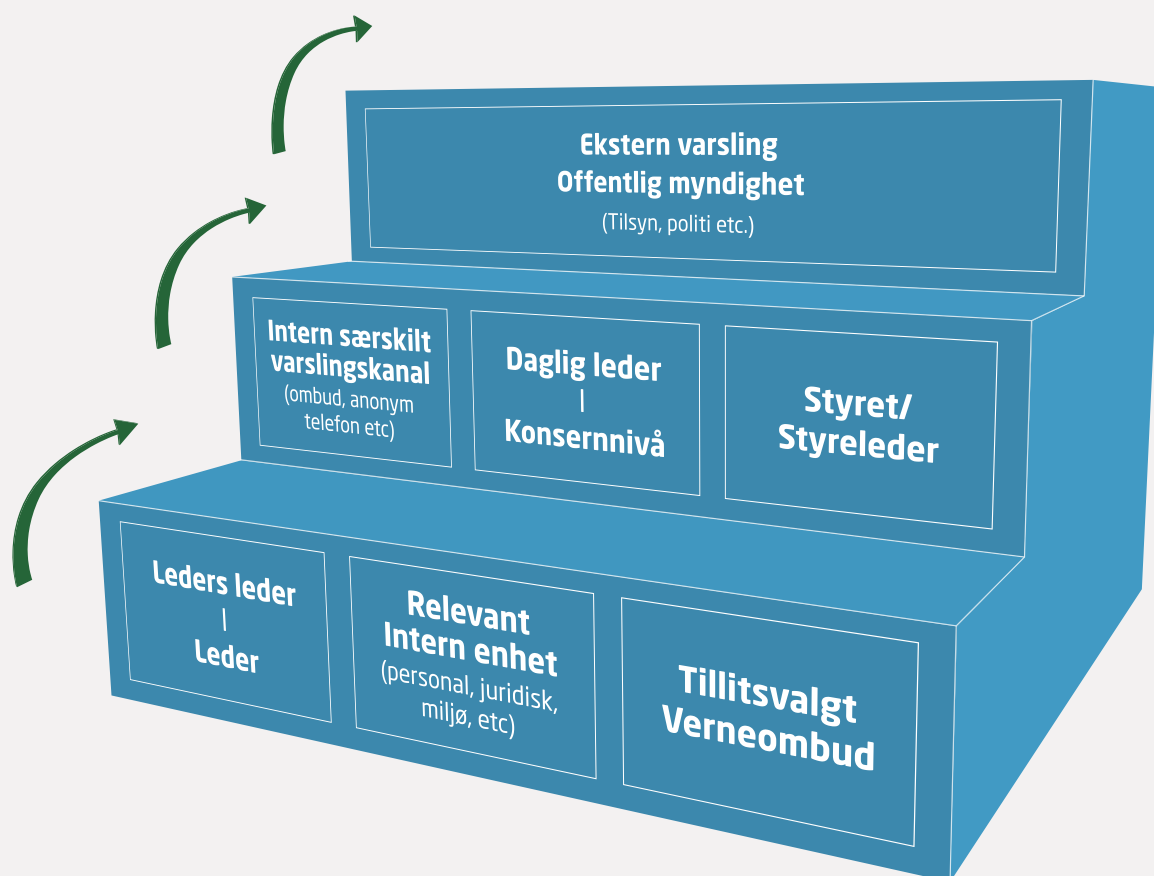 Ekstern varsling
Offentlig myndighet
(Tilsyn, politi etc.)
Intern særskilt
varslingskanal
(ombud, anonym
telefon etc)
Daglig leder
Konsernnivå
Styret/
Styreleder
Leders leder
Leder
Relevant
Intern enhet
(personal, juridisk,
miljø, etc)
Tillitsvalgt
Verneombud